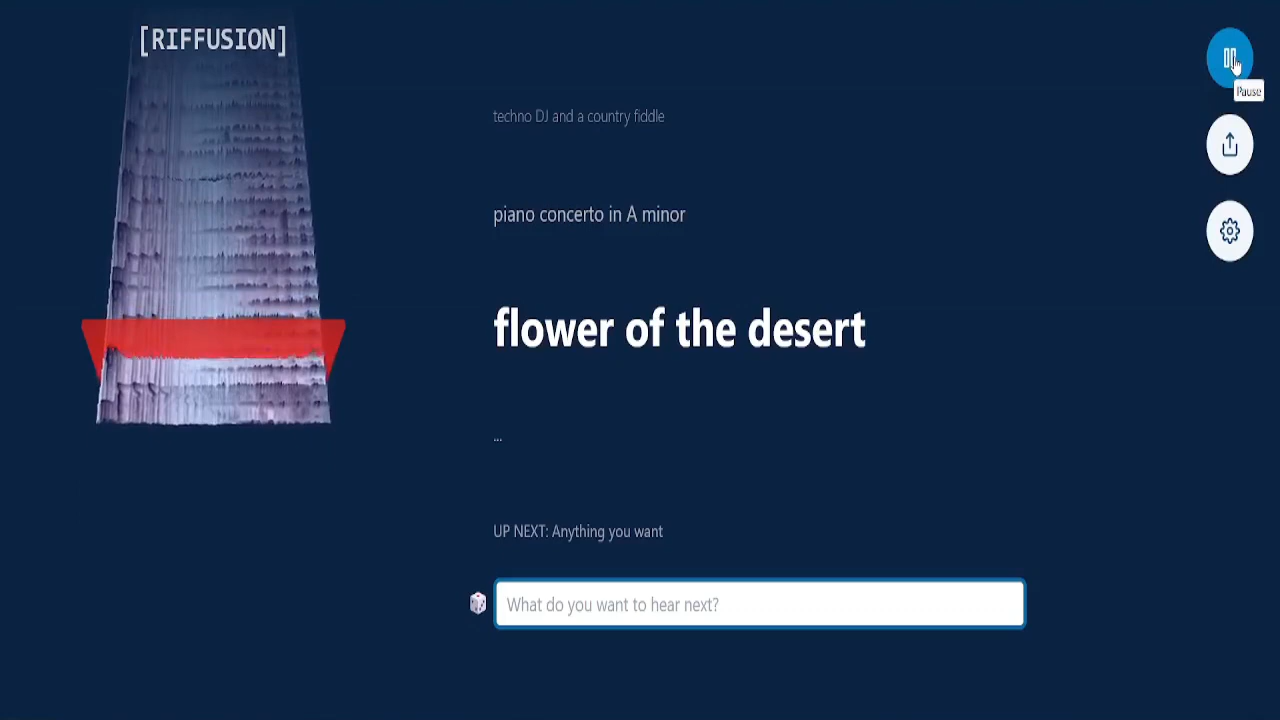 [RIFFUSION]
Pause
techno DJ and a country fiddle
piano concerto in A minor
flower of the desert
...
UP NEXT: Anything you want
What do you want to hear next?